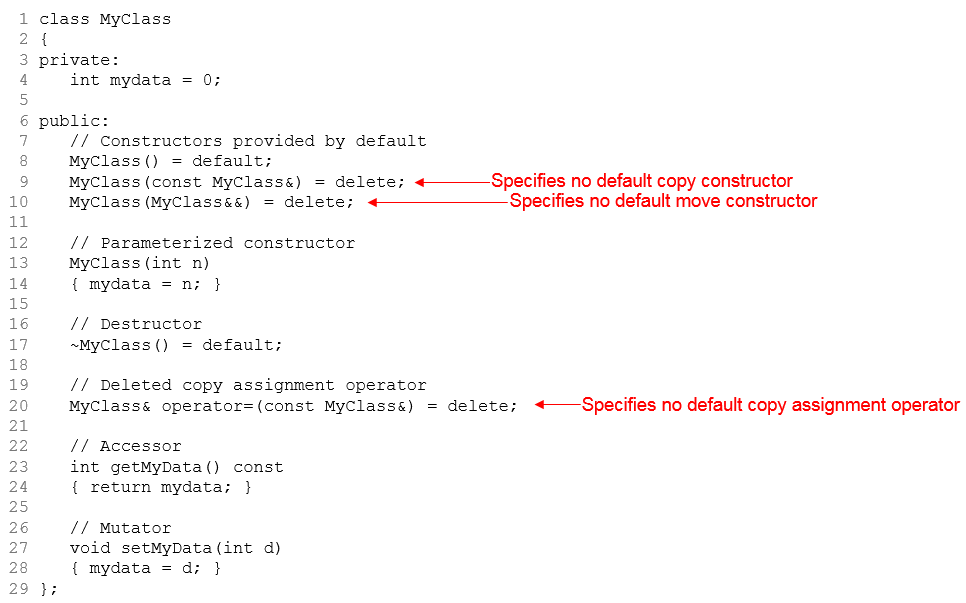 1 class MyClass
2 {
3 private:
4    int mydata = 0;
5
6 public:
7    // Constructors provided by default
8    MyClass() = default;
9    MyClass(const MyClass&) = delete; Specifies no default copy constructor
10    MyClass(MyClass&&) = delete; Specifies no default move constructor
11
12    // Parameterized constructor
13    MyClass(int n)
14    { mydata = n; }
15
16    // Destructor
17    ~MyClass() = default;
18
19    // Deleted copy assignment operator
20    MyClass& operator=(const MyClass&) = delete; Specifies no default copy assignment operator
21
22    // Accessor
23    int getMyData() const
24    { return mydata; }
25
26    // Mutator
27    void setMyData(int d)
28    { mydata = d; }
29 };